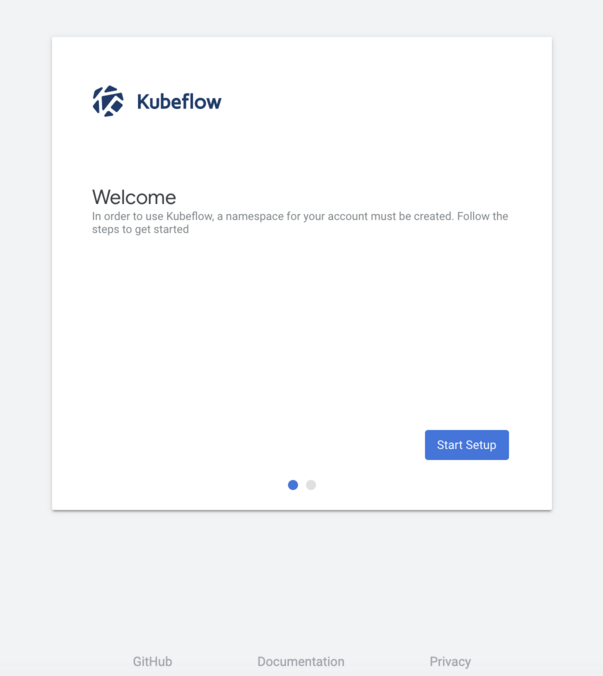 Kubeflow
Welcome
In order to use Kubeflow, a namespace for your account must be created. Follow the
steps to get started
Start Setup
GitHub Documentation Privacy